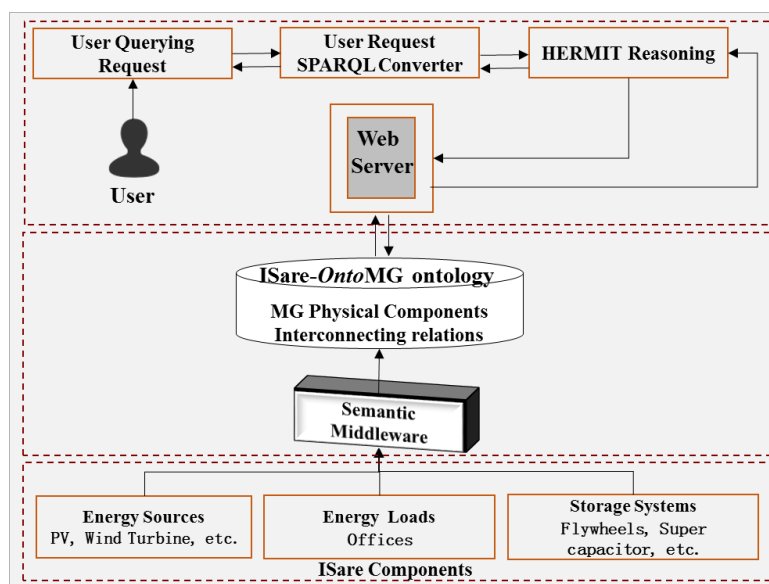 User Querying
Request
User Request
SPARQL Converter
HERMIT Reasoning
Web
Server
User
ISare-OntoMG ontology
MG Physical Components
Interconnecting relations
Semantic
Middleware
Energy Sources
PV, Wind Turbine, etc.
Energy Loads
Offices
Storage Systems
Flywheels, Super
capacitor, etc.
ISare Components